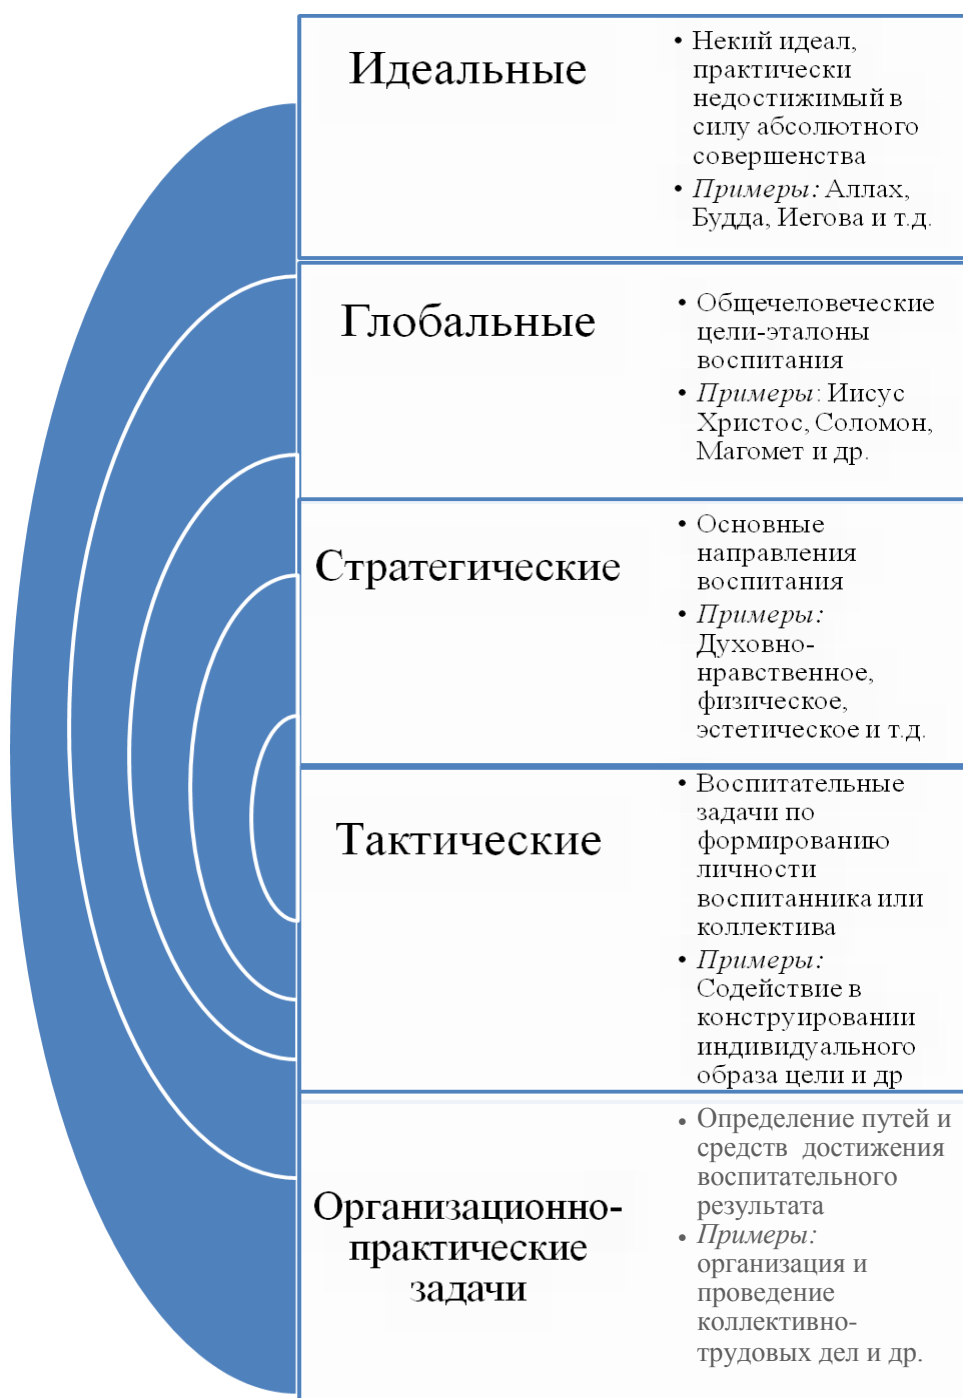 Идеальные
• Некий идеал,
практически
недостижимый в
силу абсолютного
совершенства
• Примеры: Аллах,
Будда, Иегова и т.д.
Глобальные
• Общечеловеческие
цели-эталоны
воспитания
• Примеры: Иисус
Христос, Соломон,
Магомет и др.
Стратегические
• Основные
направления
воспитания
• Примеры:
Духовно-
нравственное,
физическое,
эстетическое и т.д.
Тактические
• Воспитательные
задачи по
формированию
личности
воспитанника или
коллектива
• Примеры:
Содействие в
конструировании
индивидуального
образа цели и др
Организационно-
практические
задачи
• Определение путей и
средств достижения
воспитательного
результата
• Примеры:
организация и
проведение
коллективно-
трудовых дел и др.